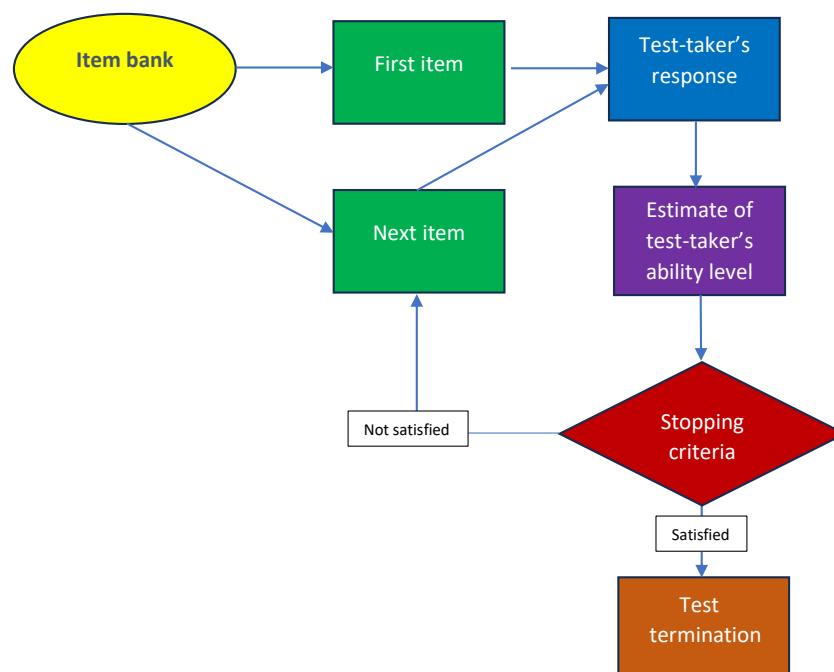 Item bank
First item
Test-taker’s
response
Next item
Estimate of
test-taker’s
ability level
Not satisfied
Stopping
criteria
Satisfied
Test
termination